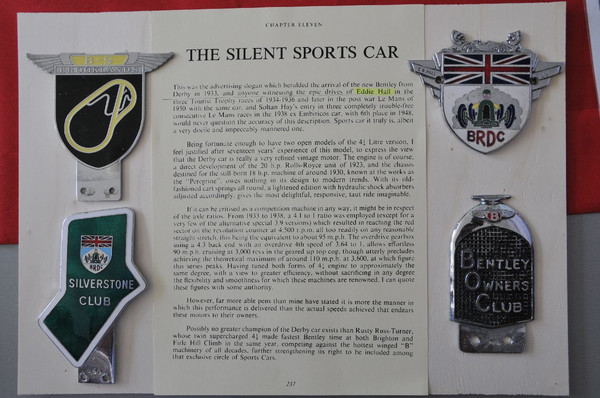 CHAPTER ELEVEN
THE SILENT SPORTS CAR
This was the advertising slogan which heralded the arrival of the new Bentley from
Derby in 1933, and anyone witnessing the epic drives of Eddie Hall in the
three Tourist Trophy races of 1934-1936 and later in the post war Le Mans of
1950 with the same car, and Soltan Hay's entry in three completely trouble-free
consecutive Le Mans races in the 1938 ex Embiricos car, with 6th place in 1948,
would never question the accuracy of this description. Sports car it truly is, albeit
a very docile and impeccably mannered one.
Being fortunate enough to have two open models of the 4¼ Litre version, I
feel justified after seventeen years' experience of this model, to express the view
that the Derby car is really a very refined vintage motor. The engine is of course,
a direct development of the 20 h.p. Rolls-Royce unit of 1923, and the chassis
destined for the still born 18 h.p. machine of around 1930, known at the works as
the "Peregrine", owes nothing in its design to modern trends. With its old-
fashioned cart springs all round, a lightened edition with hydraulic shock absorbers
adjusted accordingly, gives the most delightful, responsive, taut ride imaginable.
If it can be critised as a competition machine in any way, it might be in respect
of the axle ratios. From 1933 to 1938, a 4.1 to 1 ratio was employed (except for a
very few of the alternative special 3.9 versions) which resulted in reaching the red
sector on the revolution counter at 4,500 r.p.m. all too readily on any reasonable
straight stretch, this being the equivalent to about 95 m.p.h. The overdrive gearbox
using a 4.3 back end with an overdrive 4th speed of 3.64 to 1, allows effortless
90 m.p.h. cruising at 3,000 revs in the geared up top cog, though utterly precludes
achieving the theoretical maximum of around 110 m.p.h. at 3,600, at which figure
this series peaks. Having tuned both forms of 4¼ engine to approximately the
same degree, with a view to greater efficiency, without sacrificing in any degree
the flexibility and smoothness for which these machines are renowned, I can quote
these figures with some authority.
However, far more able pens than mine have stated it is more the manner in
which this performance is delivered than the actual speeds achieved that endears
these motors to their owners.
Possibly no greater champion of the Derby car exists than Rusty Russ-Turner,
whose twin supercharged 4¼ made fastest Bentley time at both Brighton and
Firle Hill Climb in the same year, competing against the hottest winged "B"
machinery of all decades, further strengthening its right to be included among
that exclusive circle of Sports Cars.
237
BROOKLANDS
BRDC
BRDC
SILVERSTONE
CLUB
B
BENTLEY
OWNERS
CLUB